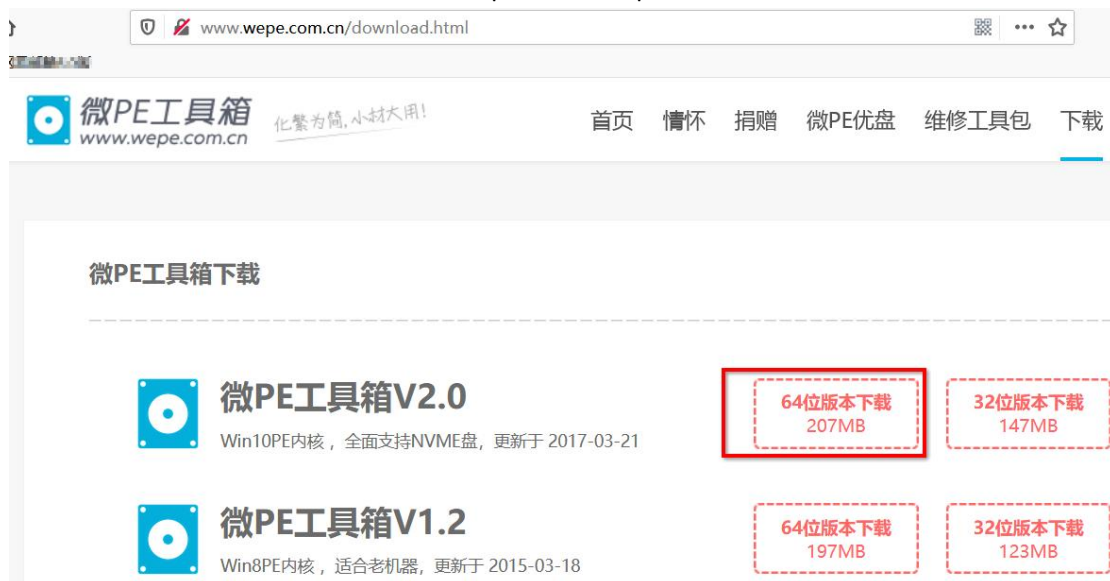 www.wepe.com.cn/download.html
微PE工具箱
www.wepe.com.cn
化繁为简,小材大用!
首页 情怀 捐赠 微PE优盘 维修工具包 下载
微PE工具箱下载
微PE工具箱V2.0
Win10PE内核，全面支持NVME盘，更新于 2017-03-21
64位版本下载
207MB
32位版本下载
147MB
微PE工具箱V1.2
Win8PE内核，适合老机器，更新于 2015-03-18
64位版本下载
197MB
32位版本下载
123MB